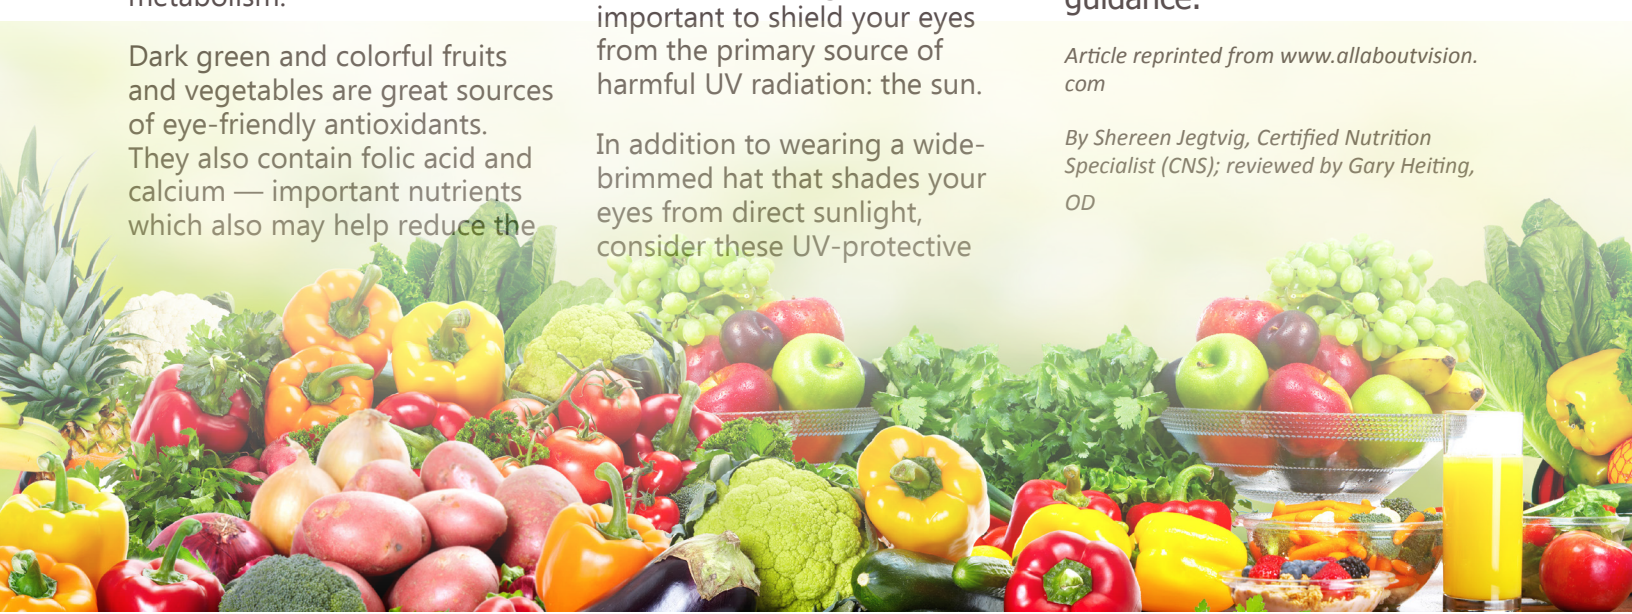 metabolism.
Dark green and colorful fruits
and vegetables are great sources
of eye-friendly antioxidants.
They also contain folic acid and
calcium — important nutrients
which also may help reduce the
important to shield your eyes
from the primary source of
harmful UV radiation: the sun.
In addition to wearing a wide-
brimmed hat that shades your
eyes from direct sunlight,
consider these UV-protective
guidance.
Article reprinted from www.allaboutvision.
com
By Shereen Jegtvig, Certified Nutrition
Specialist (CNS); reviewed by Gary Heiting,
OD